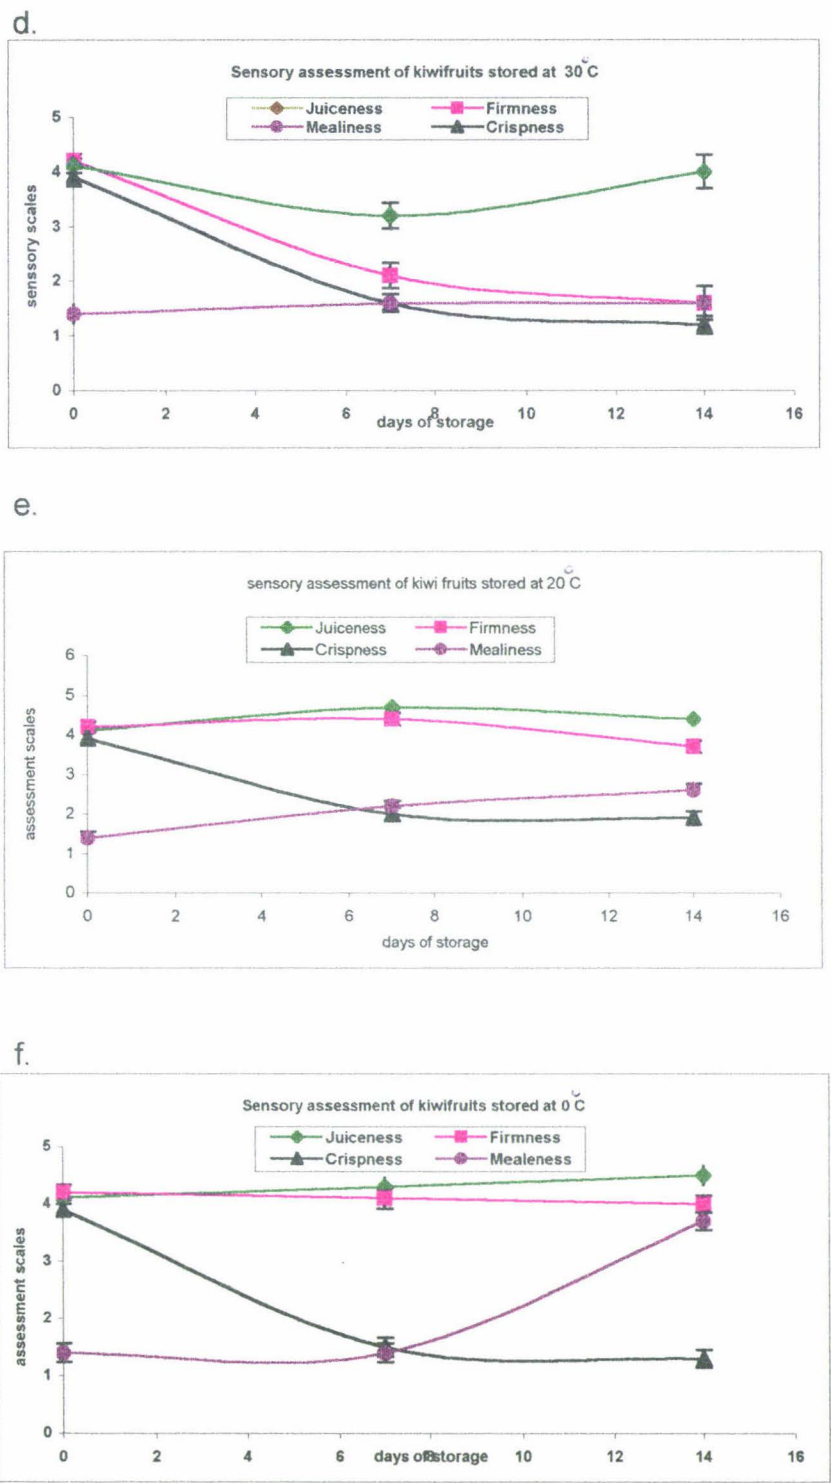 d.
Sensory assessment of kiwifruits stored at 30°C
Juiceness Firmness
Mealiness Crispness
5
4
3
2
1
0
senssory scales
0 2 4 6 8 10 12 14 16
days of storage
e.
sensory assessment of kiwi fruits stored at 20°C
Juiceness Firmness
Crispness Mealiness
6
5
4
3
2
1
0
assessment scales
0 2 4 6 8 10 12 14 16
days of storage
f.
Sensory assessment of kiwifruits stored at 0°C
Juiceness Firmness
Crispness Mealeness
5
4
3
2
1
0
assessment scales
0 2 4 6 8 10 12 14 16
days of storage